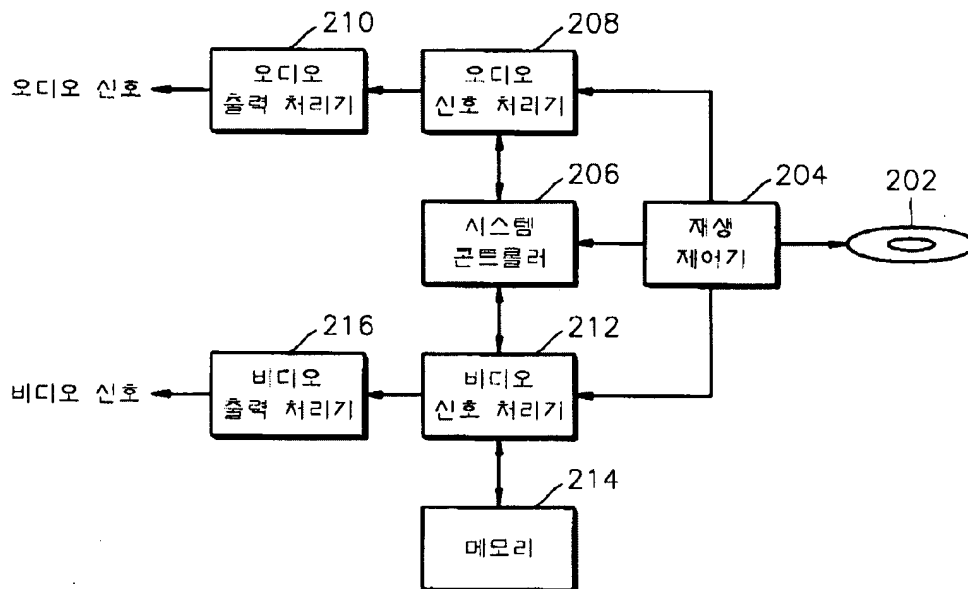 210
208
오디오 신호
오디오
출력 처리기
오디오
신호 처리기
206
204
202
시스템
콘트롤러
재생
제어기
216
212
비디오 신호
비디오
출력 처리기
비디오
신호 처리기
214
메모리